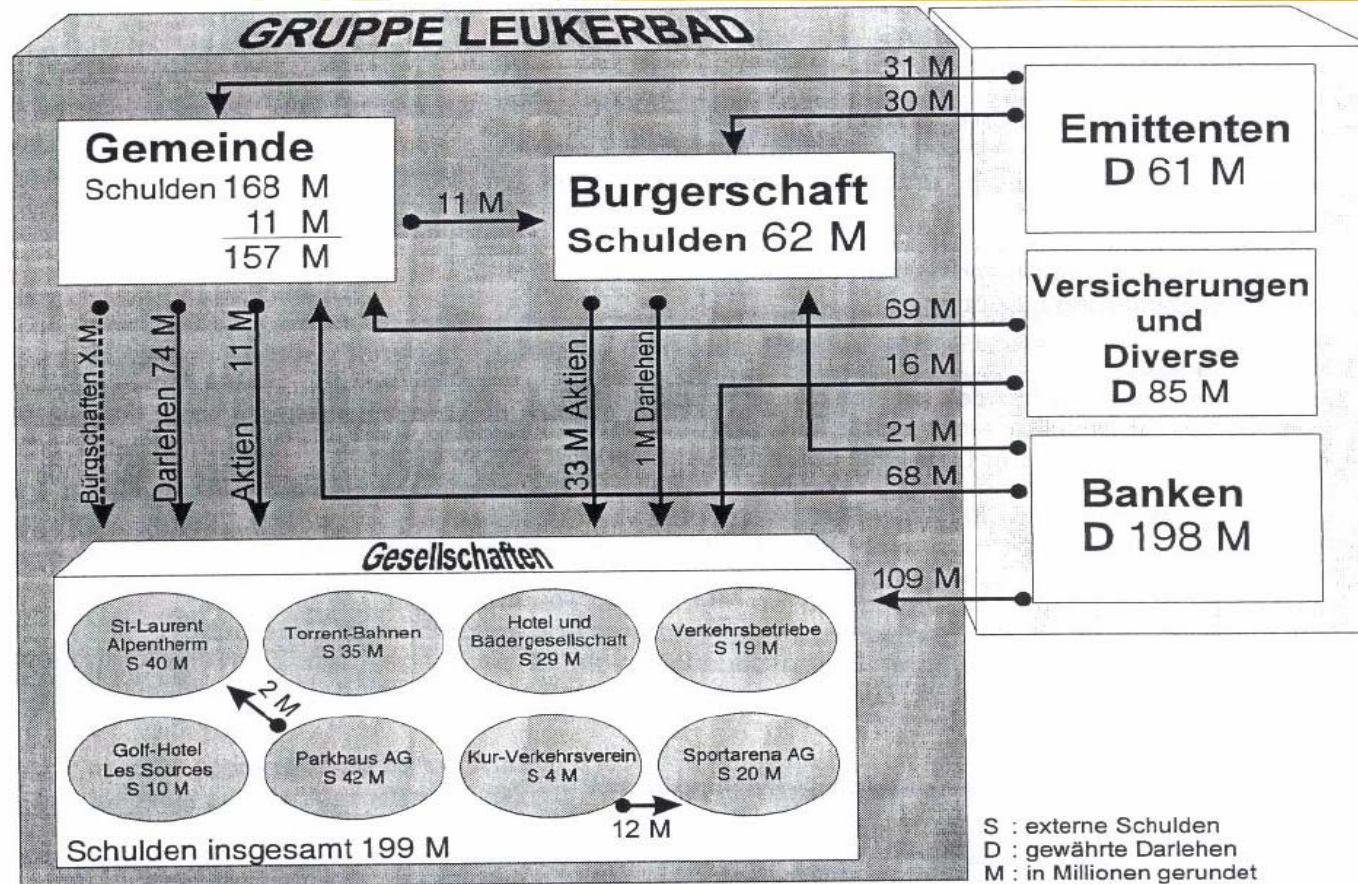 GRUPPE LEUKERBAD
31 M
30 M
Gemeinde
Schulden 168 M
11 M
157 M
11 M
Burgerschaft
Schulden 62 M
Emittenten
D 61 M
Versicherungen
und
Diverse
D 85 M
Banken
D 198 M
69 M
16 M
21 M
68 M
109 M
Bürgschaften X M
Darlehen 74 M
Aktien 11 M
33 M Aktien
1 M Darlehen
Gesellschaften
St-Laurent
Alpentherm
S 40 M
Torrent-Bahnen
S 35 M
Hotel und
Bädergesellschaft
S 29 M
Verkehrsbetriebe
S 19 M
2 M
Golf-Hotel
Les Sources
S 10 M
Parkhaus AG
S 42 M
Kur-Verkehrsverein
S 4 M
Sportarena AG
S 20 M
12 M
Schulden insgesamt 199 M
S : externe Schulden
D : gewährte Darlehen
M : in Millionen gerundet